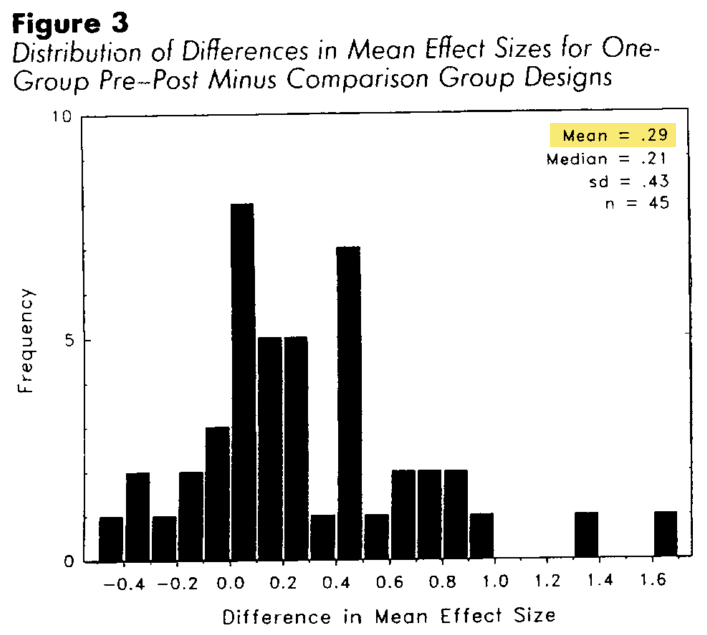 Figure 3
Distribution of Differences in Mean Effect Sizes for One-
Group Pre–Post Minus Comparison Group Designs
10
Mean = .29
Median = .21
sd = .43
n = 45
5
0
Frequency
−0.4 −0.2 0.0 0.2 0.4 0.6 0.8 1.0 1.2 1.4 1.6
Difference in Mean Effect Size